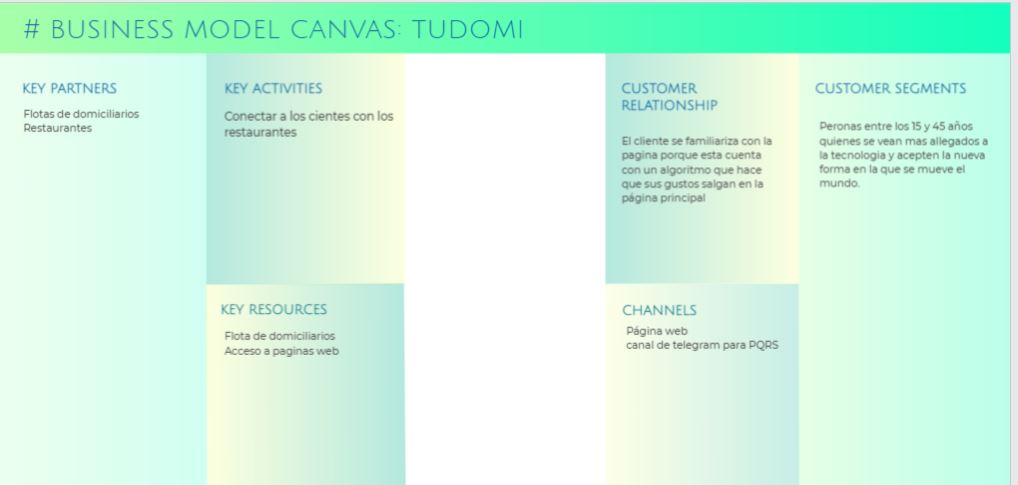 # BUSINESS MODEL CANVAS: TUDOMI
KEY PARTNERS
Flotas de domiciliarios
Restaurantes
KEY ACTIVITIES
Conectar a los cientes con los
restaurantes
KEY RESOURCES
Flota de domiciliarios
Acceso a paginas web
CUSTOMER
RELATIONSHIP
El cliente se familiariza con la
pagina porque esta cuenta
con un algoritmo que hace
que sus gustos salgan en la
página principal
CHANNELS
Página web
canal de telegram para PQRS
CUSTOMER SEGMENTS
Peronas entre los 15 y 45 años
quienes se vean mas allegados a
la tecnologia y acepten la nueva
forma en la que se mueve el
mundo.